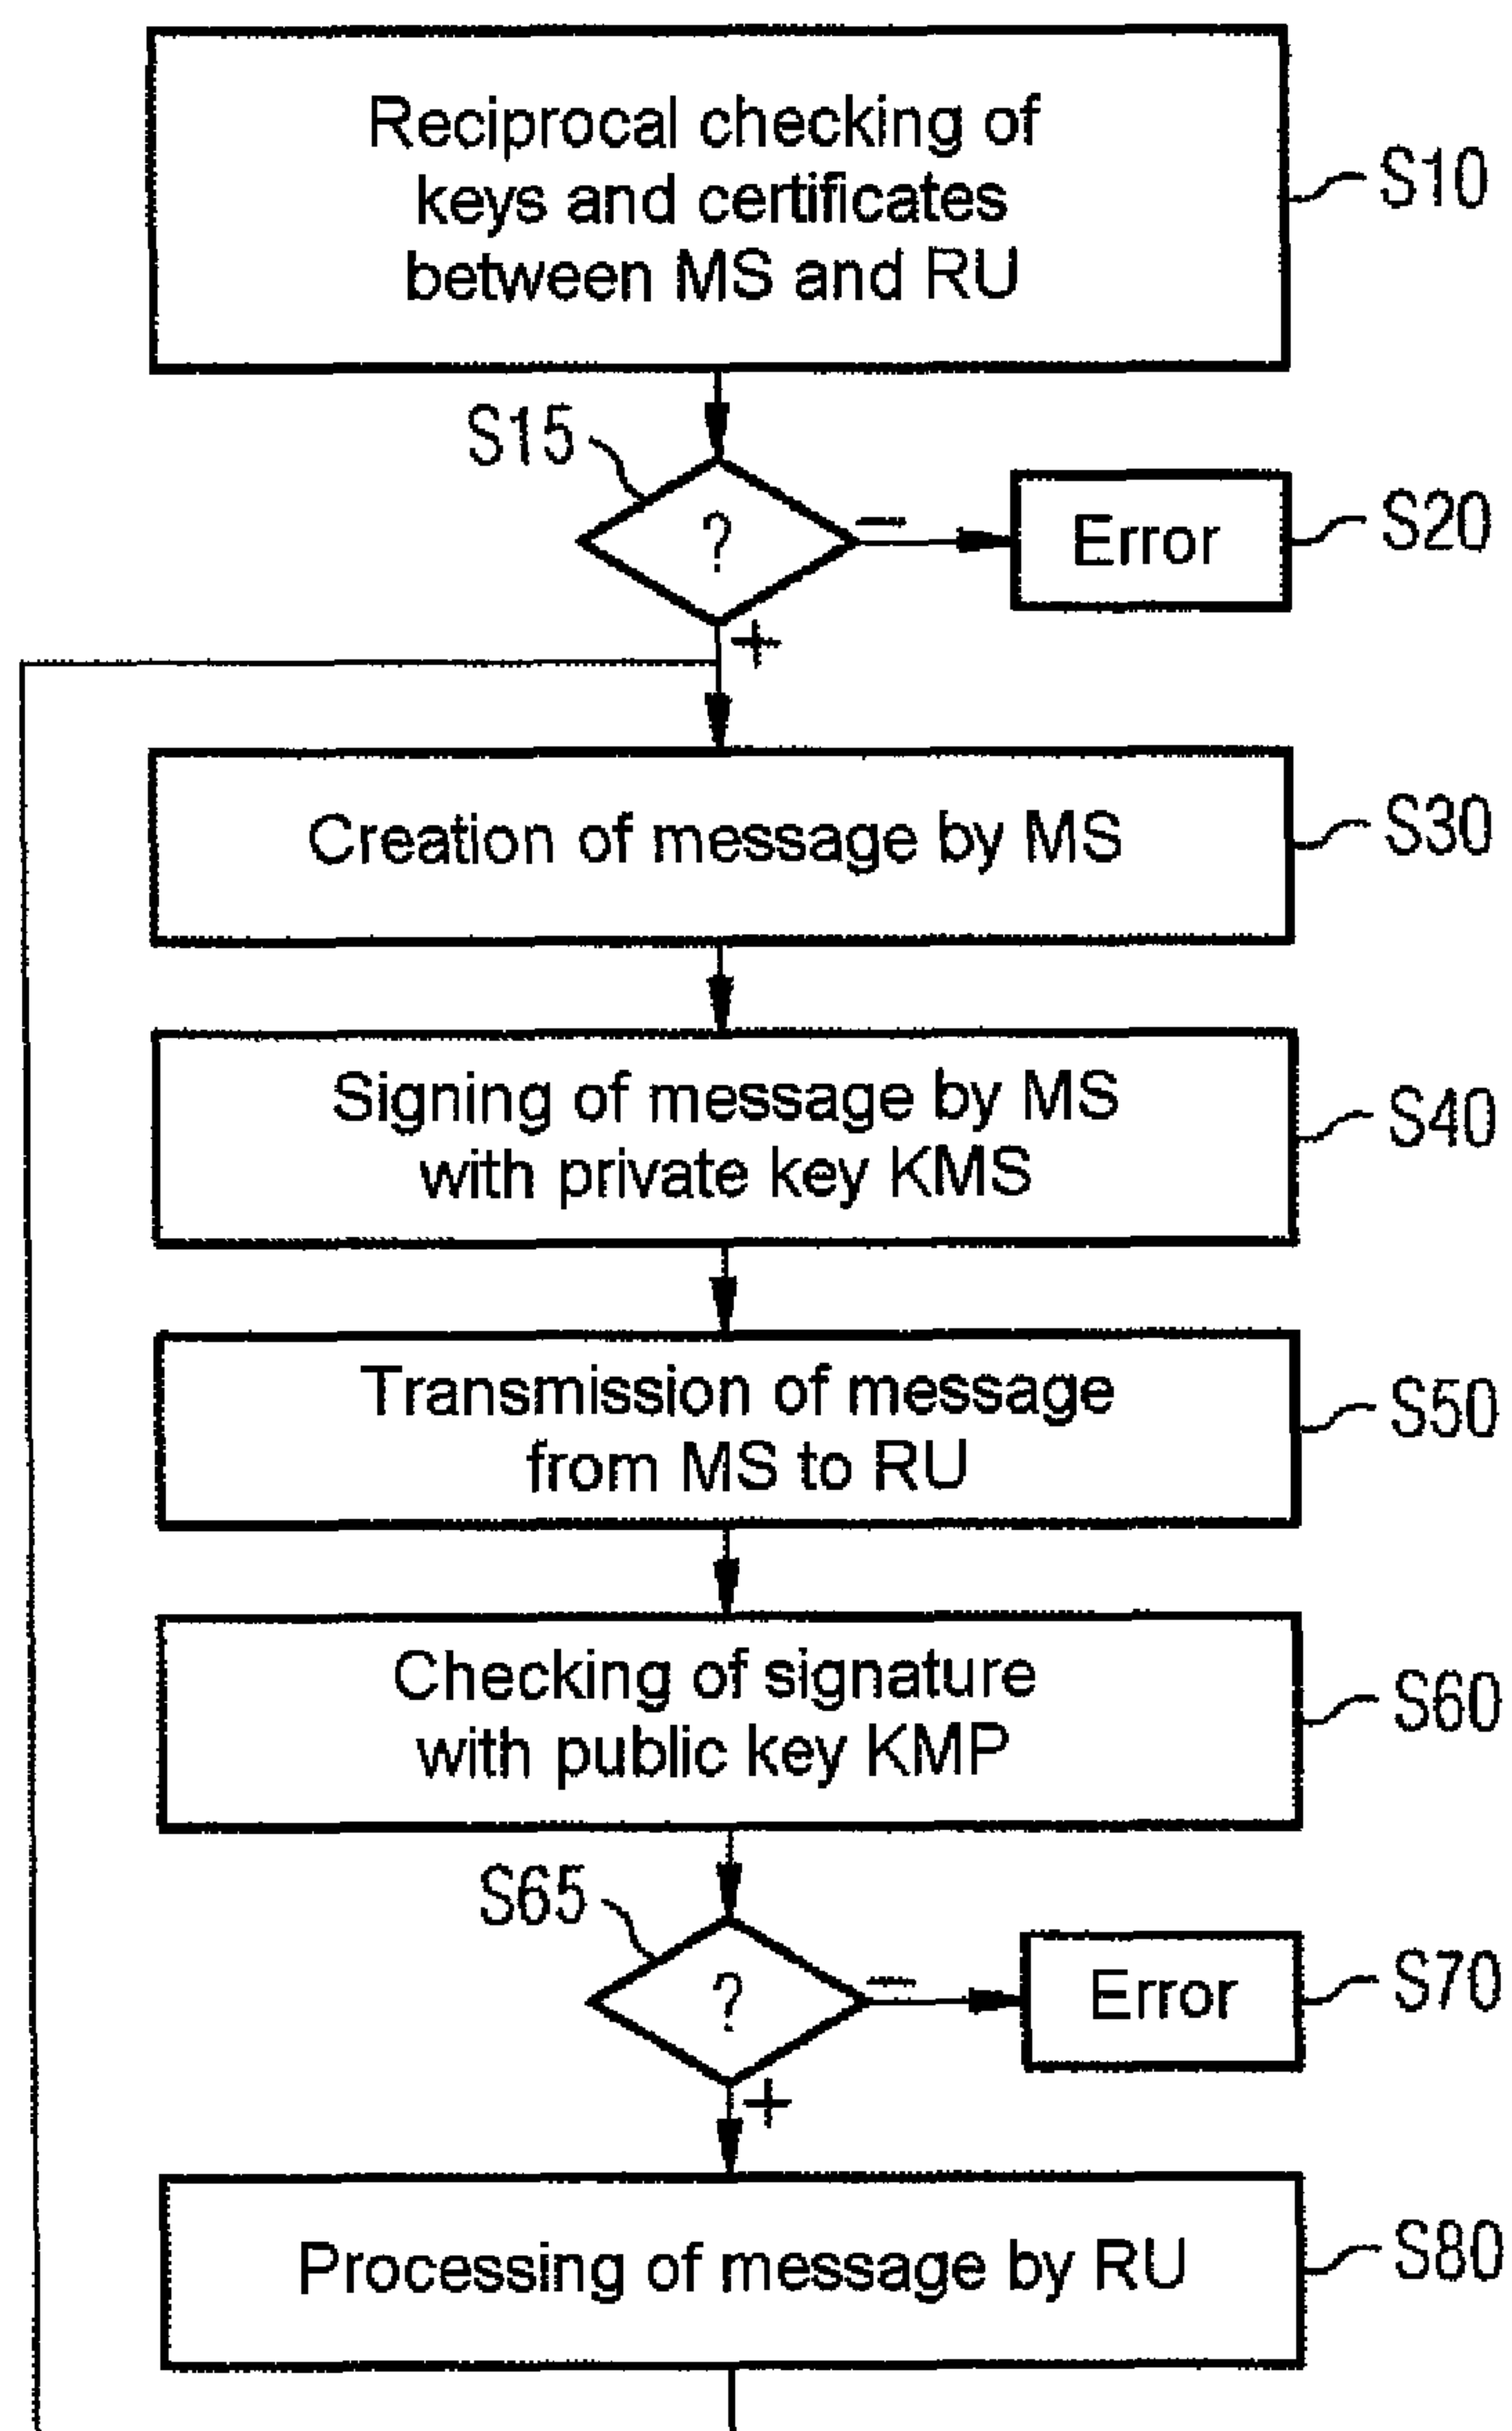 Reciprocal checking of
keys and certificates
between MS and RU
S10
S15
?
−
Error
S20
+
Creation of message by MS
S30
Signing of message by MS
with private key KMS
S40
Transmission of message
from MS to RU
S50
Checking of signature
with public key KMP
S60
S65
?
−
Error
S70
+
Processing of message by RU
S80